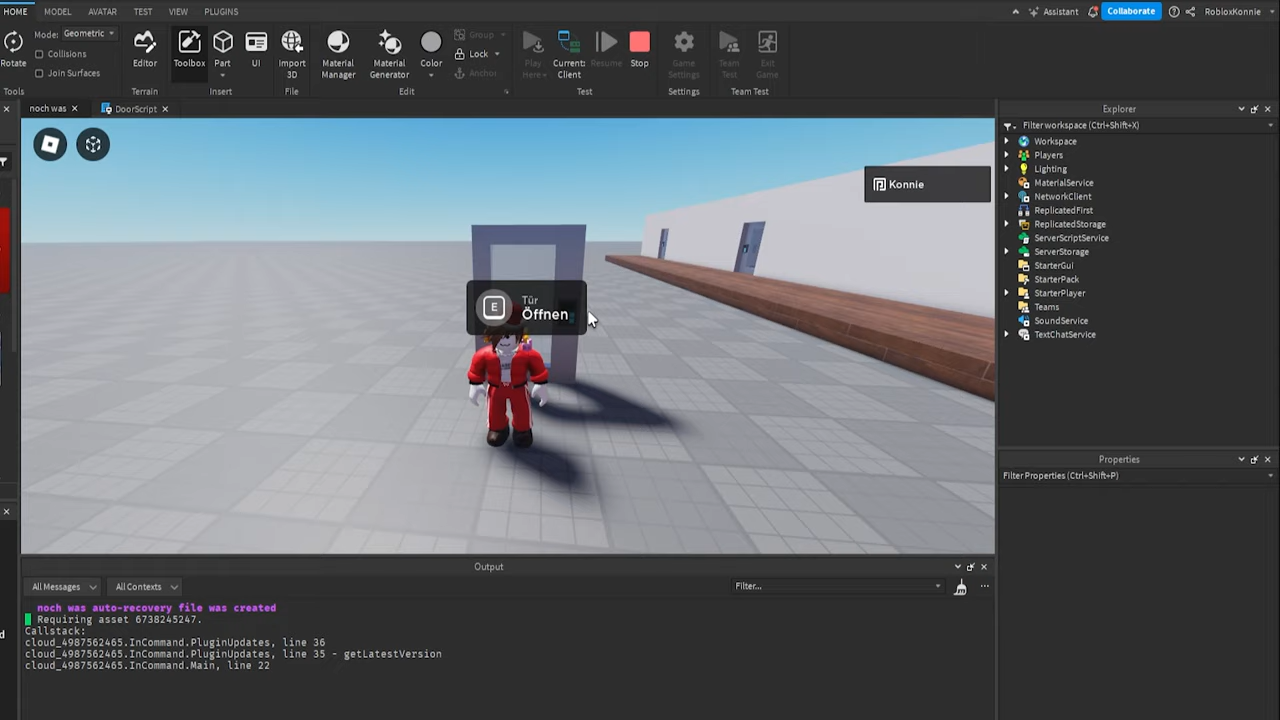 HOME MODEL AVATAR TEST VIEW PLUGINS Assistant Collaborate RobloxKonnie
Mode: Geometric
Collisions
Join Surfaces
Rotate
Editor Toolbox Part UI Import
3D
Material
Manager
Material
Generator
Color
Group
Lock
Anchor
Play
Here
Current:
Client
Resume Stop
Game
Settings
Team
Test
Exit
Game
Tools Terrain Insert File Edit Test Settings Team Test
noch was DoorScript
Konnie
E
Tür
Öffnen
Explorer
Filter workspace (Ctrl+Shift+X)
Workspace
Players
Lighting
MaterialService
NetworkClient
ReplicatedFirst
ReplicatedStorage
ServerScriptService
ServerStorage
StarterGui
StarterPack
StarterPlayer
Teams
SoundService
TextChatService
Properties
Filter Properties (Ctrl+Shift+P)
Output
All Messages All Contexts Filter...
noch was auto-recovery file was created
Requiring asset 6738245247.
Callstack:
cloud_4987562465.InCommand.PluginUpdates, line 36
cloud_4987562465.InCommand.PluginUpdates, line 35 - getLatestVersion
cloud_4987562465.InCommand.Main, line 22